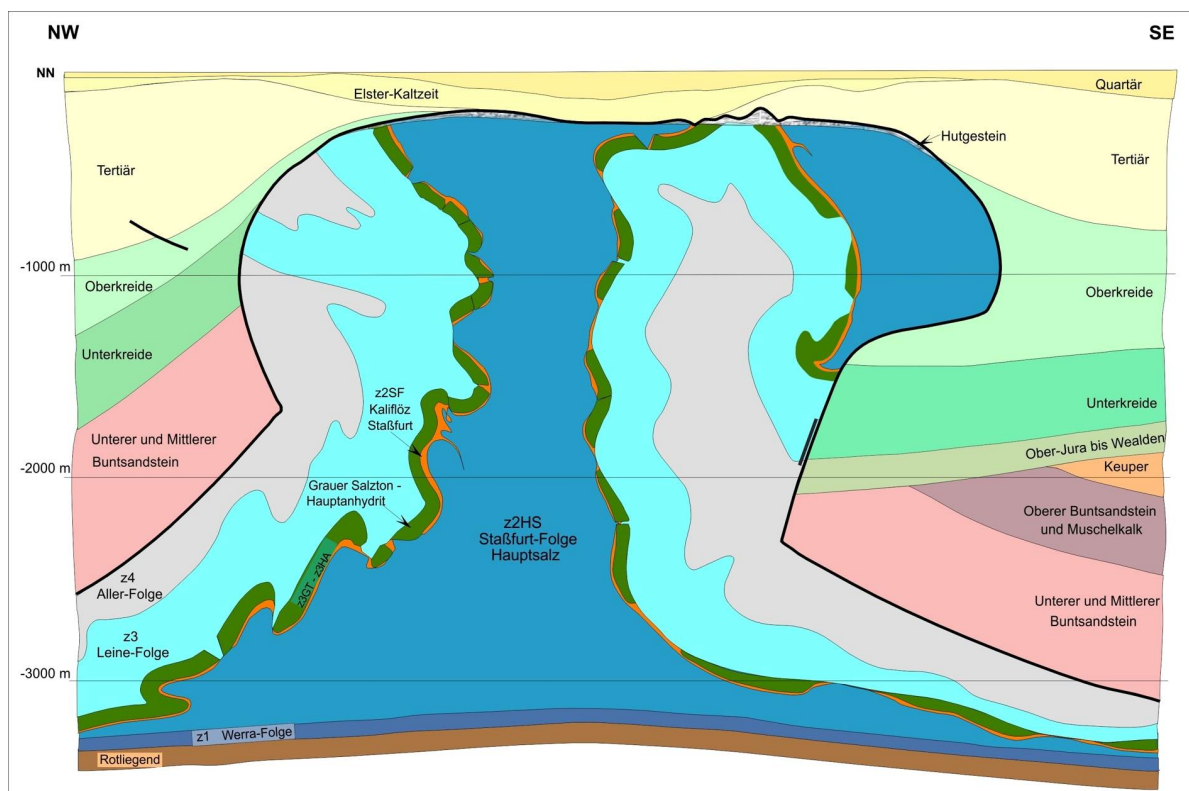 NW
SE
NN
Quartär
Elster-Kaltzeit
Hutgestein
Tertiär
Tertiär
-1000 m
Oberkreide
Oberkreide
Unterkreide
z2SF
Kaliflöz
Staßfurt
Unterkreide
Unterer und Mittlerer
Buntsandstein
Ober-Jura bis Wealden
Keuper
-2000 m
Grauer Salzton -
Hauptanhydrit
z2HS
Staßfurt-Folge
Hauptsalz
Oberer Buntsandstein
und Muschelkalk
z3GT - z3HA
z4
Aller-Folge
Unterer und Mittlerer
Buntsandstein
z3
Leine-Folge
-3000 m
z1 Werra-Folge
Rotliegend